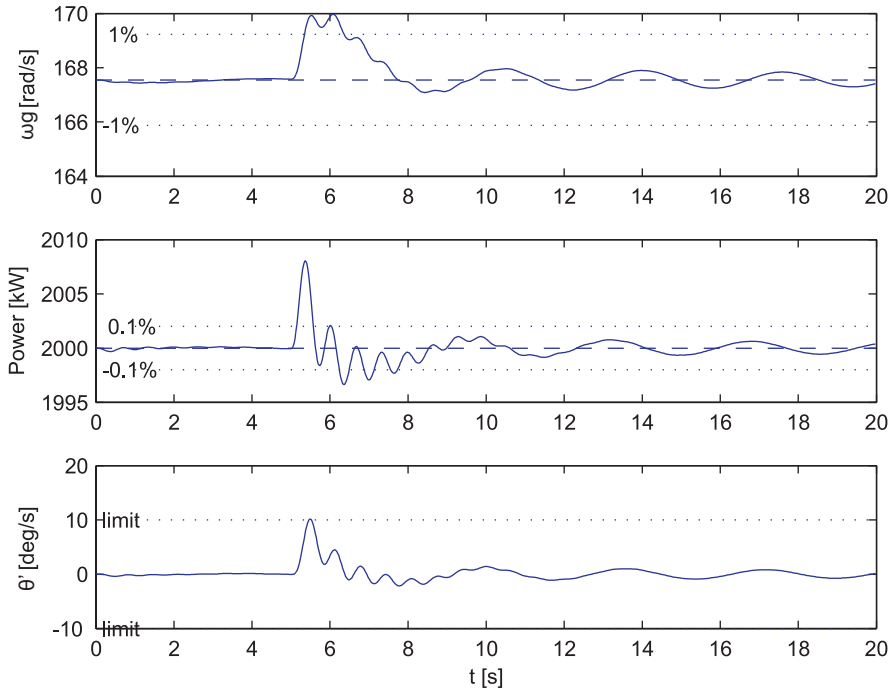 170
1%
168
166
-1%
164
ωg [rad/s]
0 2 4 6 8 10 12 14 16 18 20
2010
2005
0.1%
2000
-0.1%
1995
Power [kW]
0 2 4 6 8 10 12 14 16 18 20
20
10
limit
0
-10
limit
θ' [deg/s]
0 2 4 6 8 10 12 14 16 18 20
t [s]